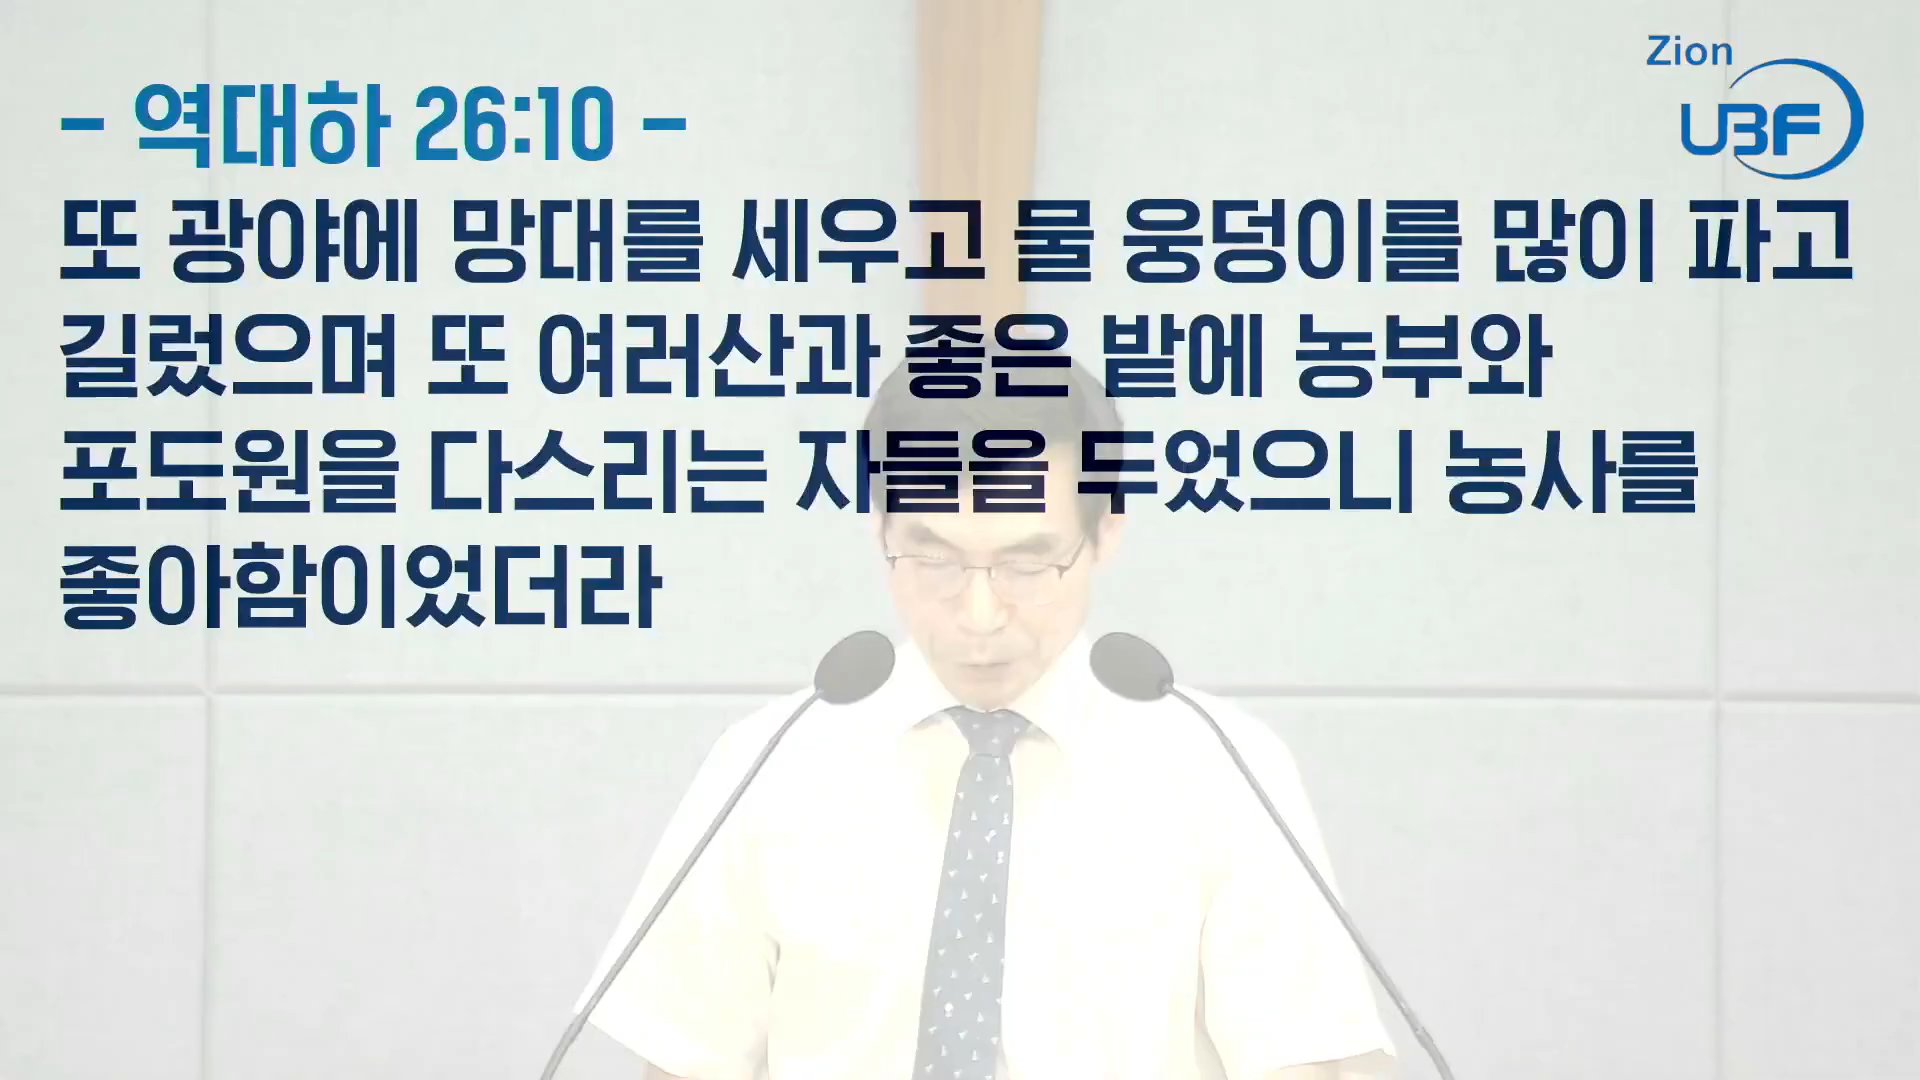 Zion
UBF
- 역대하 26:10 -
또 광야에 망대를 세우고 물 웅덩이를 많이 파고
길렀으며 또 여러산과 좋은 밭에 농부와
포도원을 다스리는 자들을 두었으니 농사를
좋아함이었더라